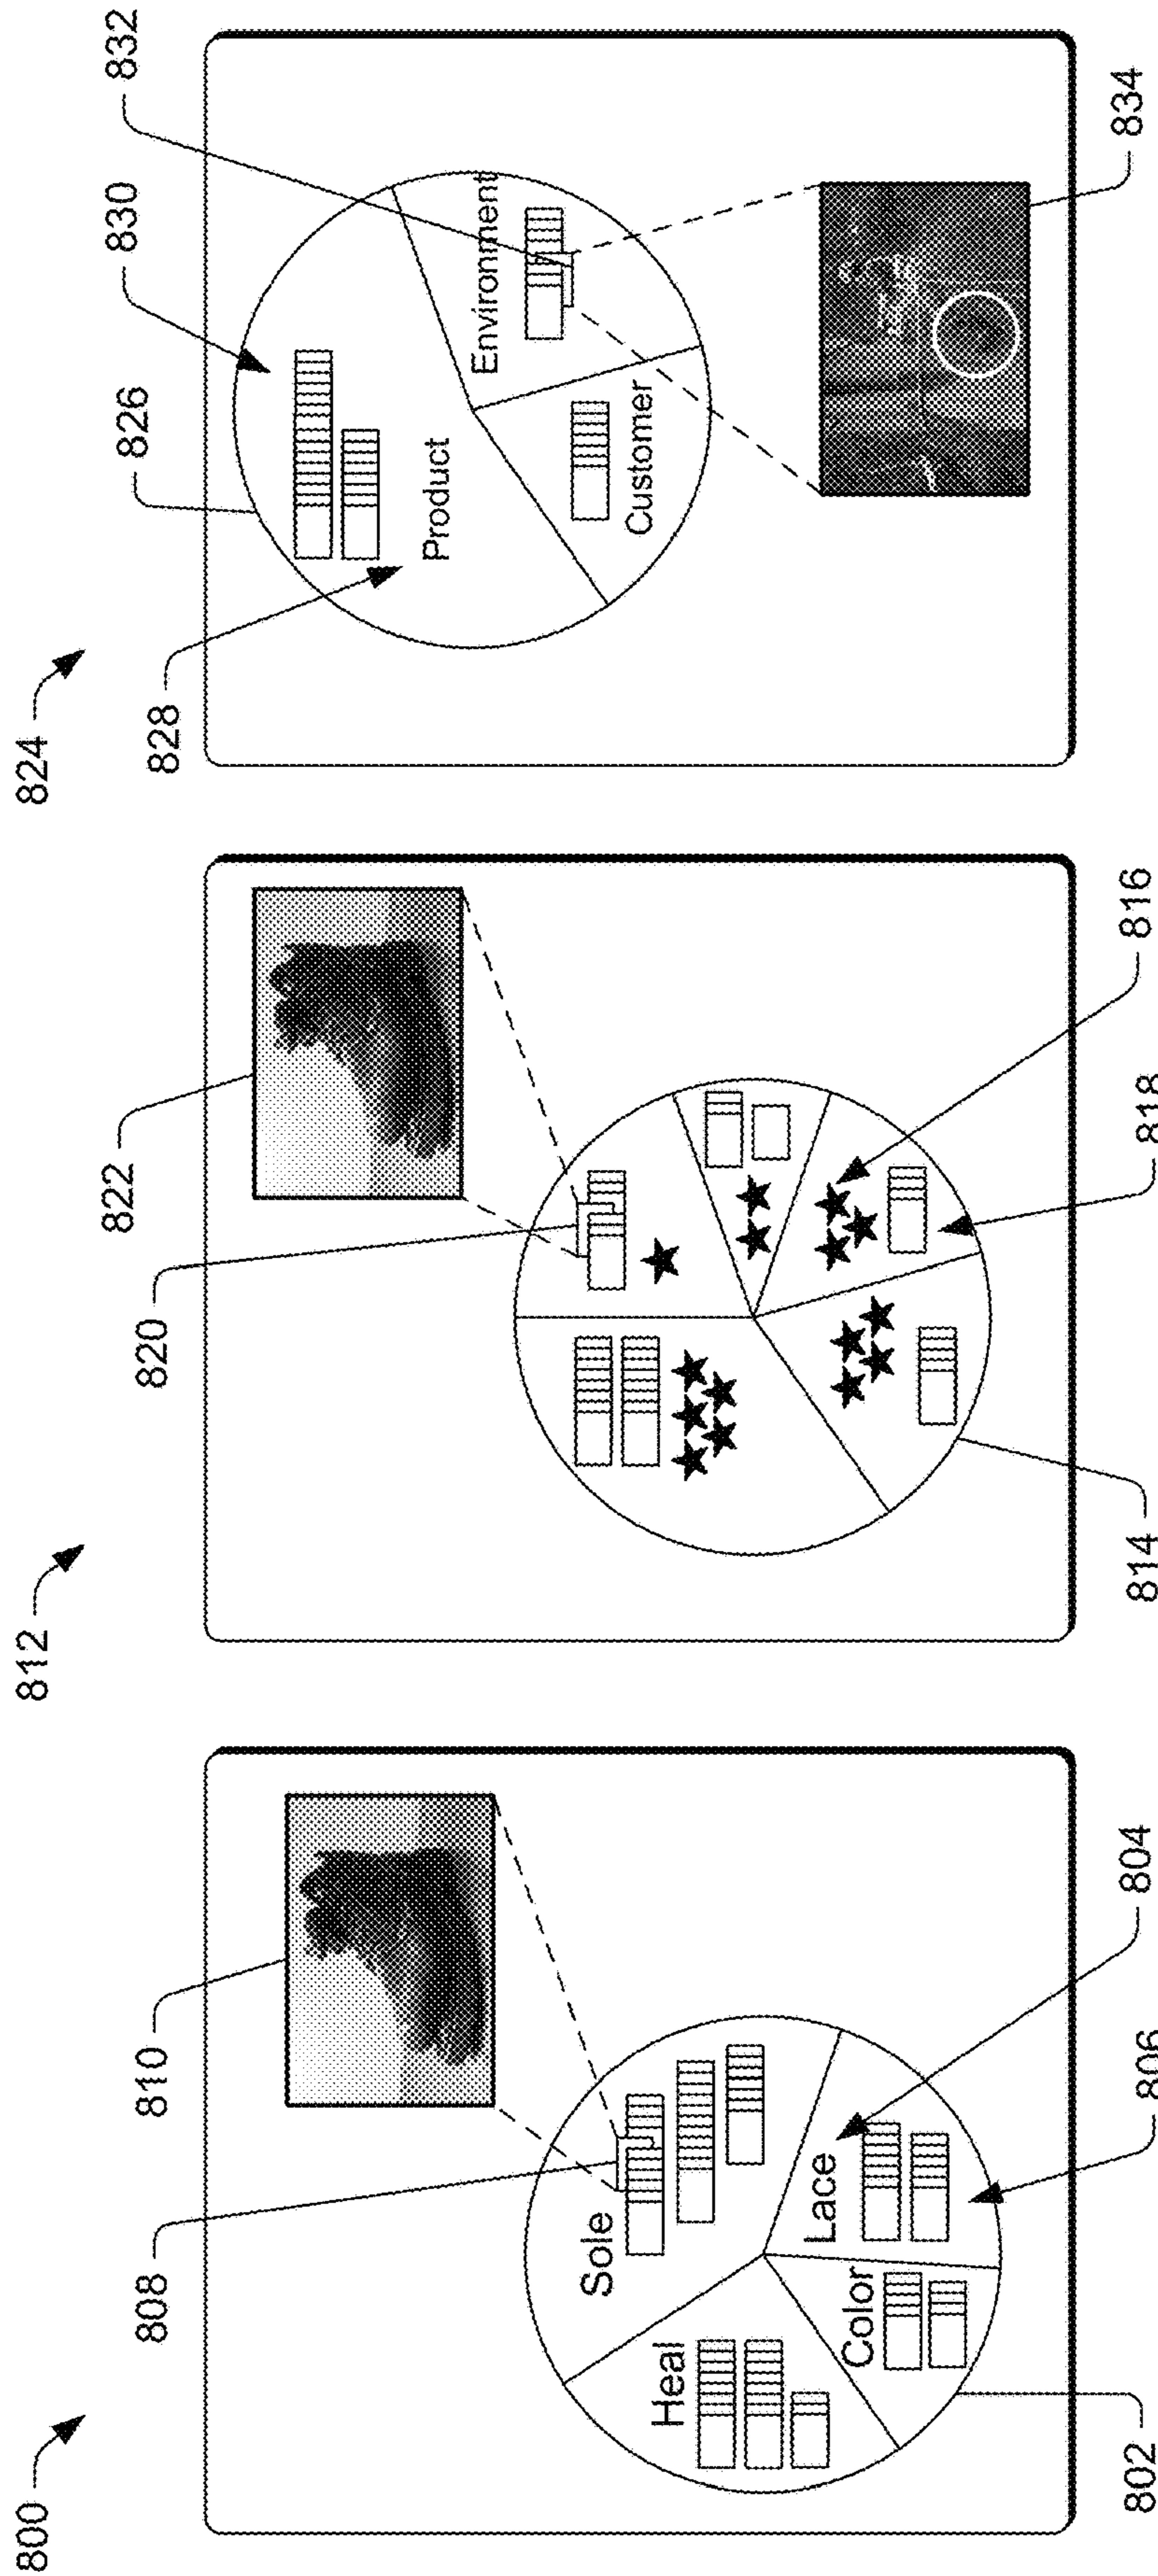 800
810
808
Sole
Heal
Lace
Color
802
804
806
812
822
820
814
816
818
824
826
830
832
828
Product
Environment
Customer
834